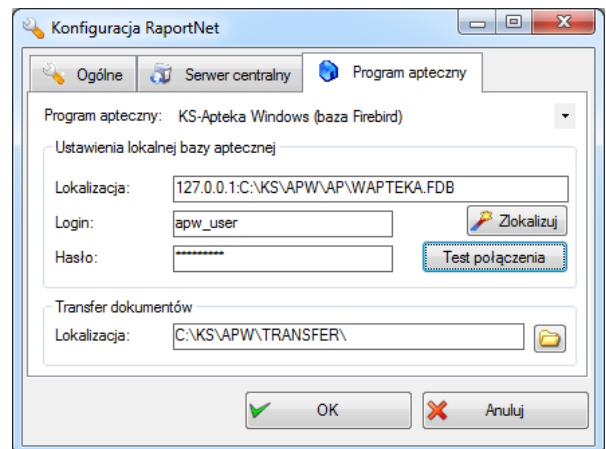 Konfiguracja RaportNet
Ogólne Serwer centralny Program apteczny
Program apteczny: KS-Apteka Windows (baza Firebird)
Ustawienia lokalnej bazy aptecznej
Lokalizacja: 127.0.0.1:C:\KS\APW\AP\WAPTEKA.FDB
Login: apw_user Zlokalizuj
Hasło: ********* Test połączenia
Transfer dokumentów
Lokalizacja: C:\KS\APW\TRANSFER\
OK Anuluj